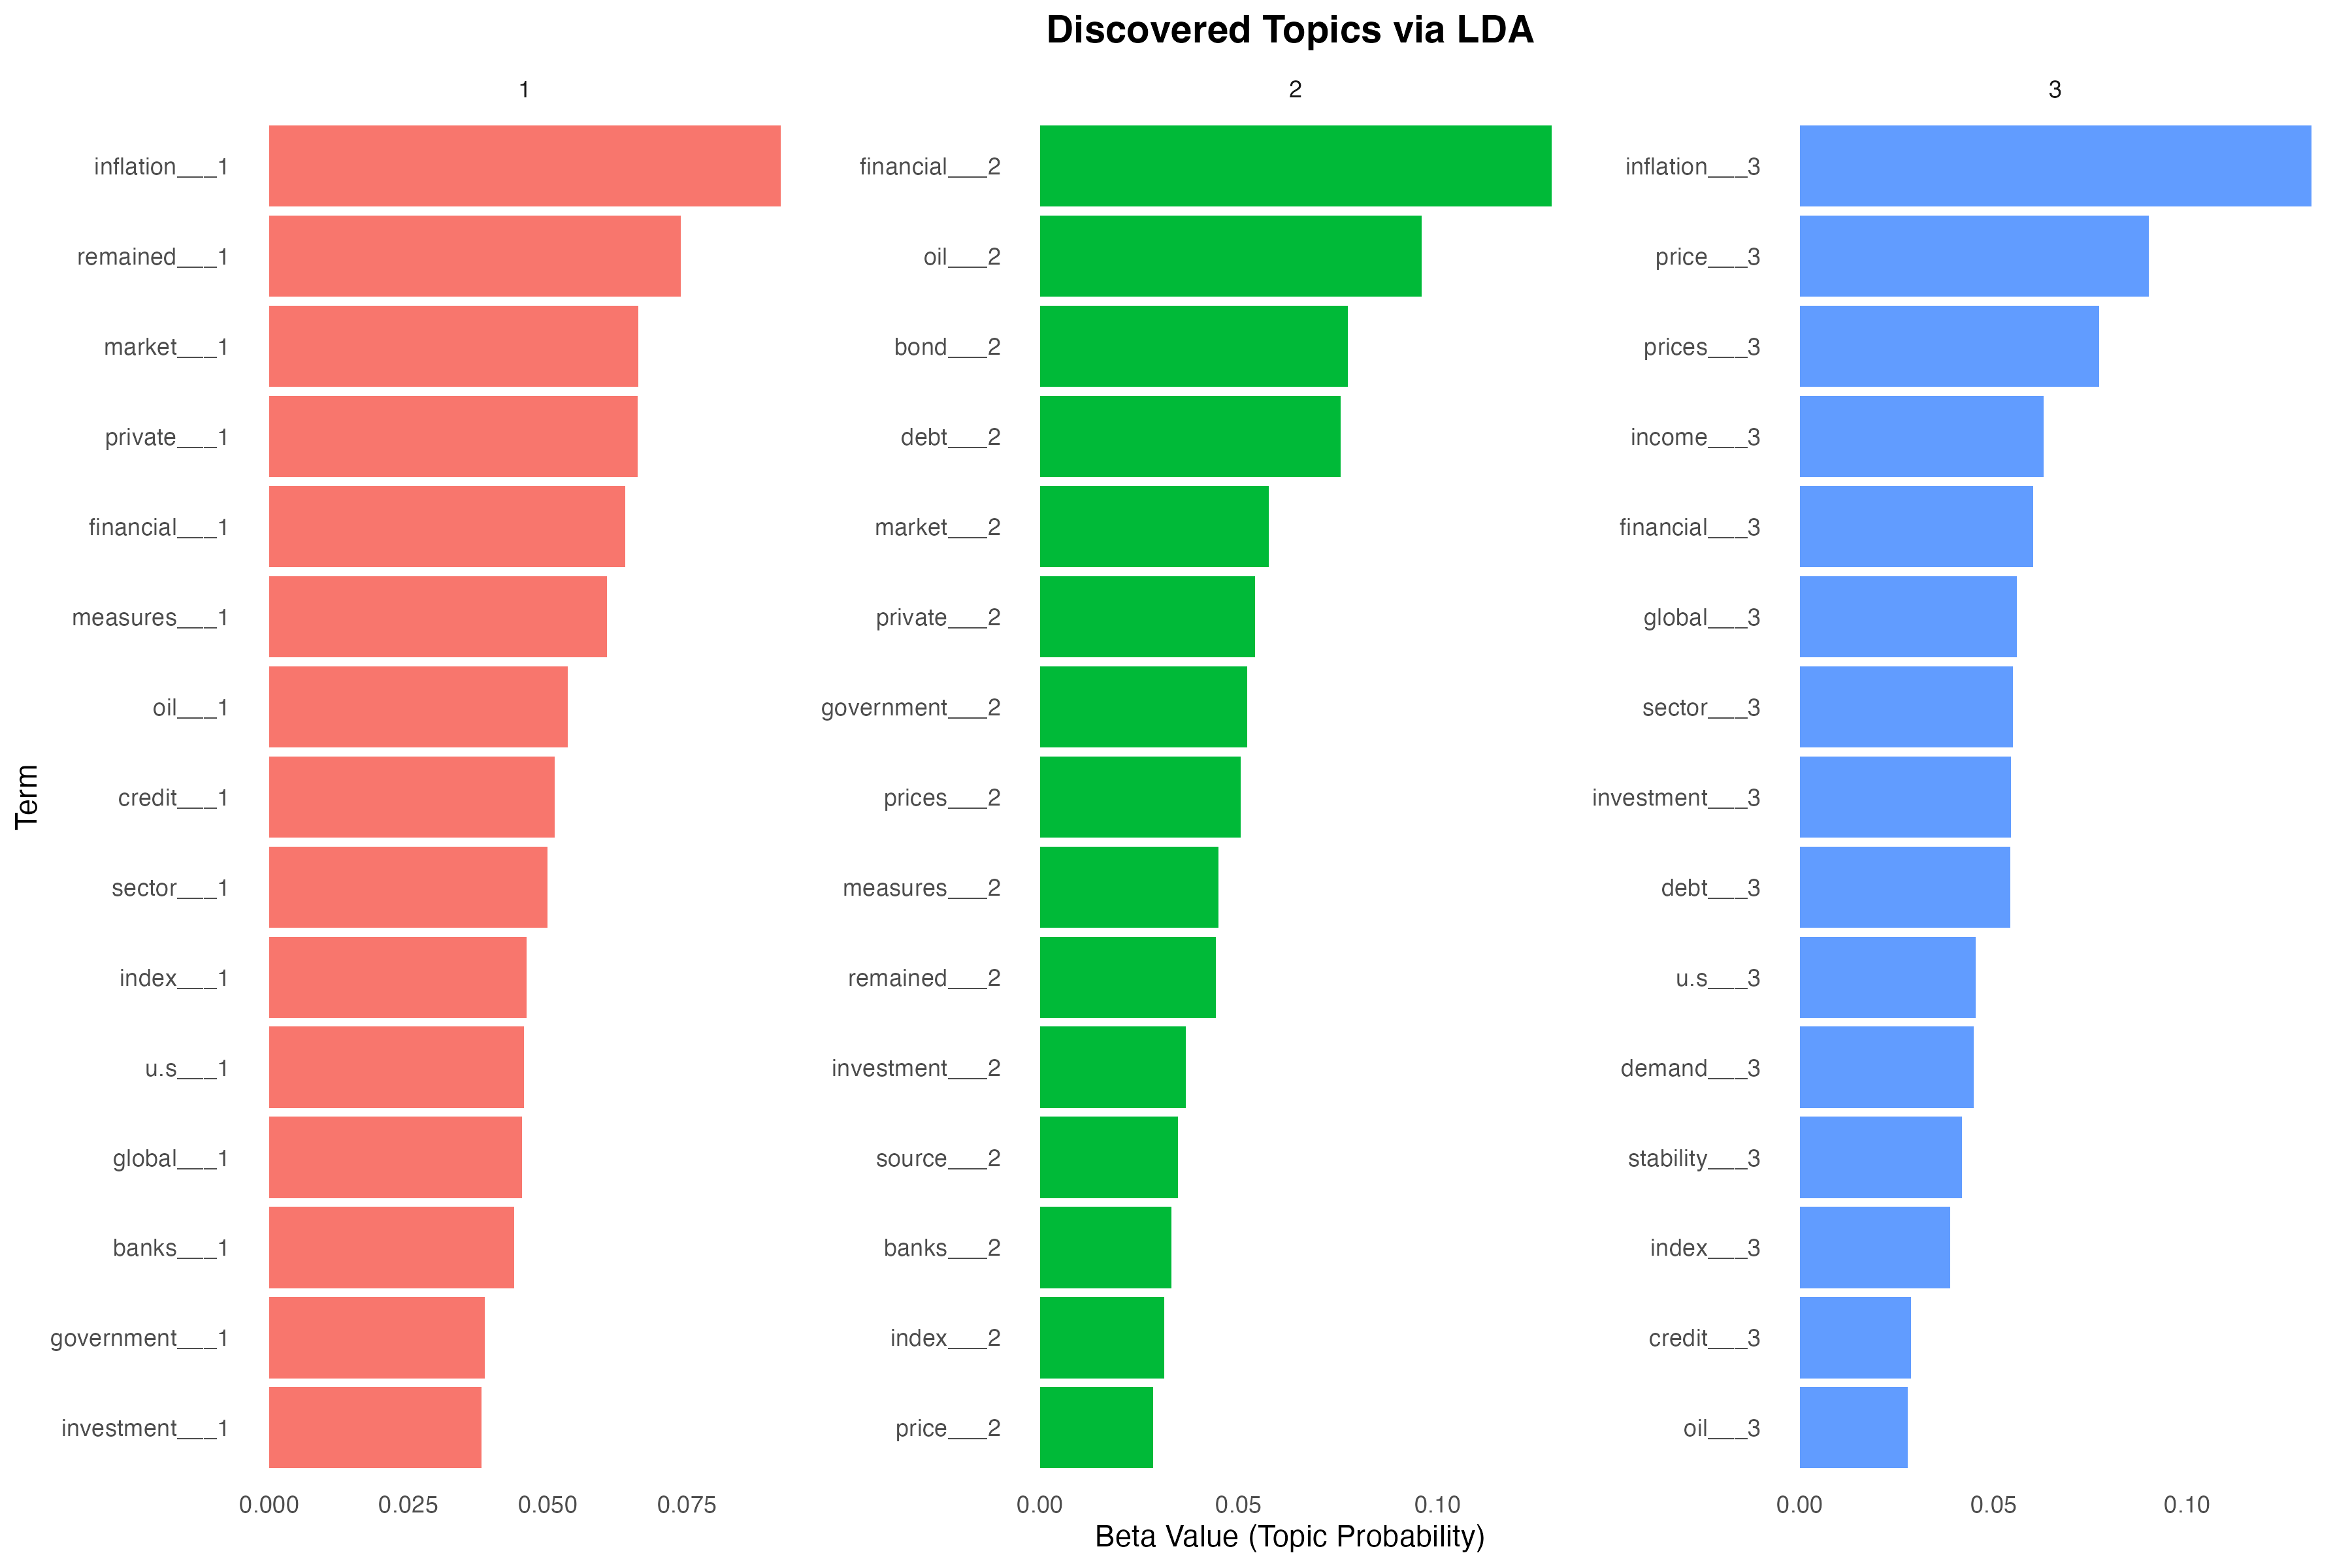 Discovered Topics via LDA
1
inflation___1
remained___1
market___1
private___1
financial___1
measures___1
oil___1
credit___1
sector___1
index___1
u.s___1
global___1
banks___1
government___1
investment___1
0.000 0.025 0.050 0.075
2
financial___2
oil___2
bond___2
debt___2
market___2
private___2
government___2
prices___2
measures___2
remained___2
investment___2
source___2
banks___2
index___2
price___2
0.00 0.05 0.10
3
inflation___3
price___3
prices___3
income___3
financial___3
global___3
sector___3
investment___3
debt___3
u.s___3
demand___3
stability___3
index___3
credit___3
oil___3
0.00 0.05 0.10
Term
Beta Value (Topic Probability)